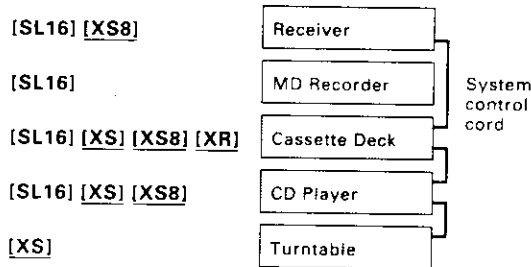 [SL16] [XS8] Receiver
[SL16] MD Recorder
System
control
cord
[SL16] [XS] [XS8] [XR] Cassette Deck
[SL16] [XS] [XS8] CD Player
[XS] Turntable